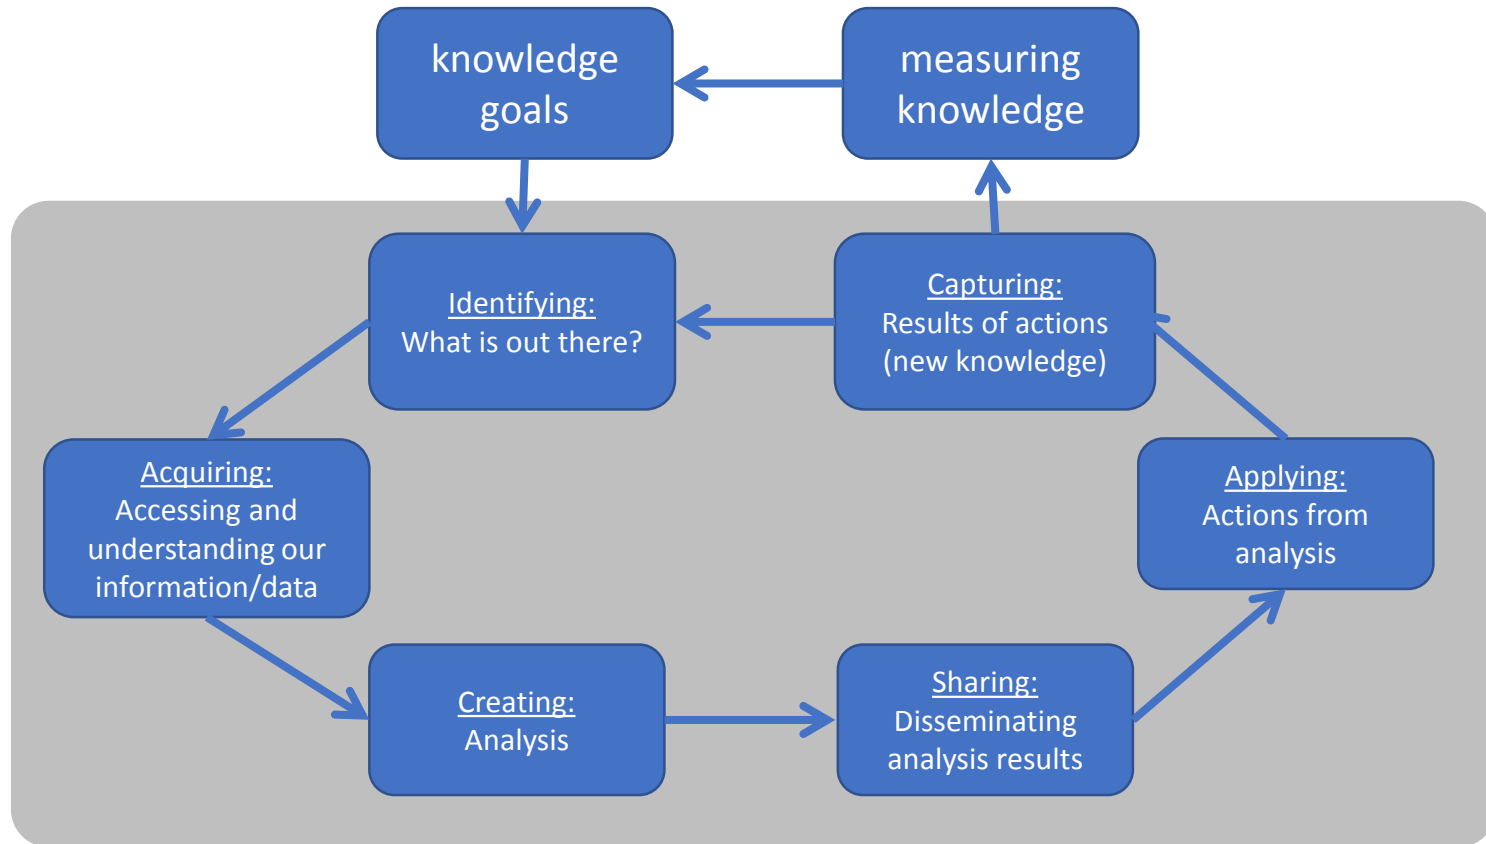 knowledge
goals
measuring
knowledge
Identifying:
What is out there?
Capturing:
Results of actions
(new knowledge)
Acquiring:
Accessing and
understanding our
information/data
Applying:
Actions from
analysis
Creating:
Analysis
Sharing:
Disseminating
analysis results